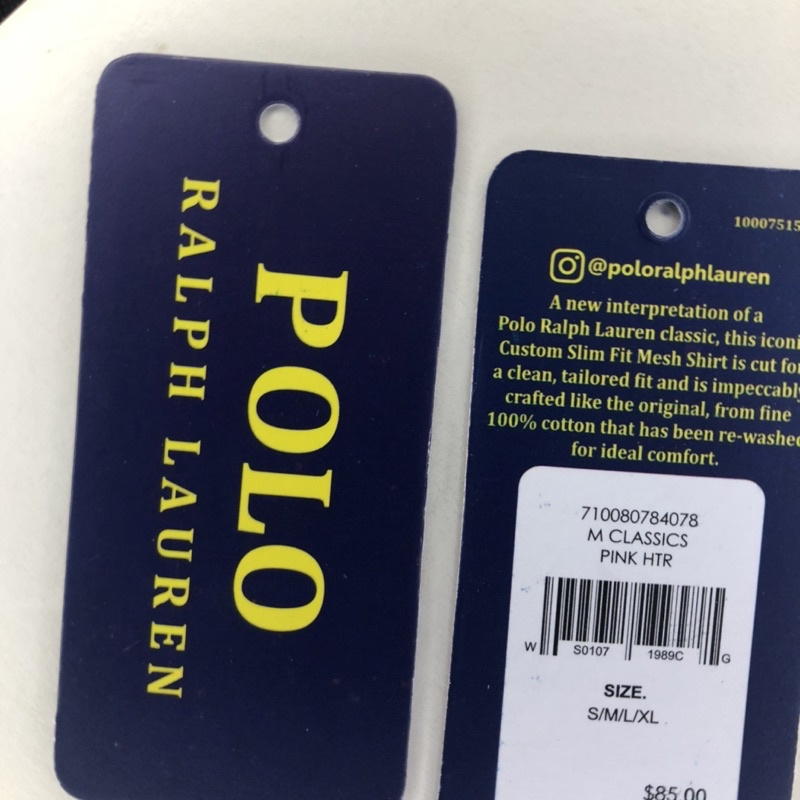 POLO
RALPH LAUREN
10007515
@poloralphlauren
A new interpretation of a
Polo Ralph Lauren classic, this iconi
Custom Slim Fit Mesh Shirt is cut for
a clean, tailored fit and is impeccably
crafted like the original, from fine
100% cotton that has been re-washed
for ideal comfort.
710080784078
M CLASSICS
PINK HTR
W S0107 1989C G
SIZE.
S/M/L/XL
$85.00